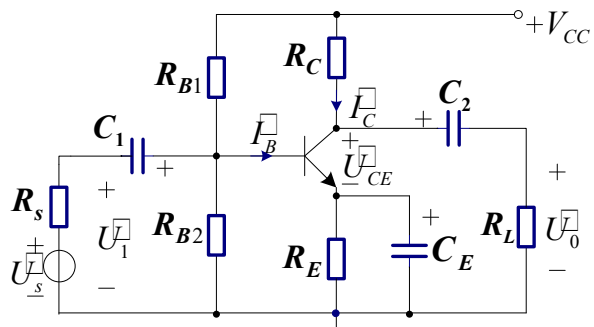 +V_CC
R_B1
R_C
C_1
I_B
I_C
+
C_2
+
+
U_CE
−
R_s
+
U_1
−
R_B2
R_E
+
C_E
R_L
+
U_0
−
+
U_s
−